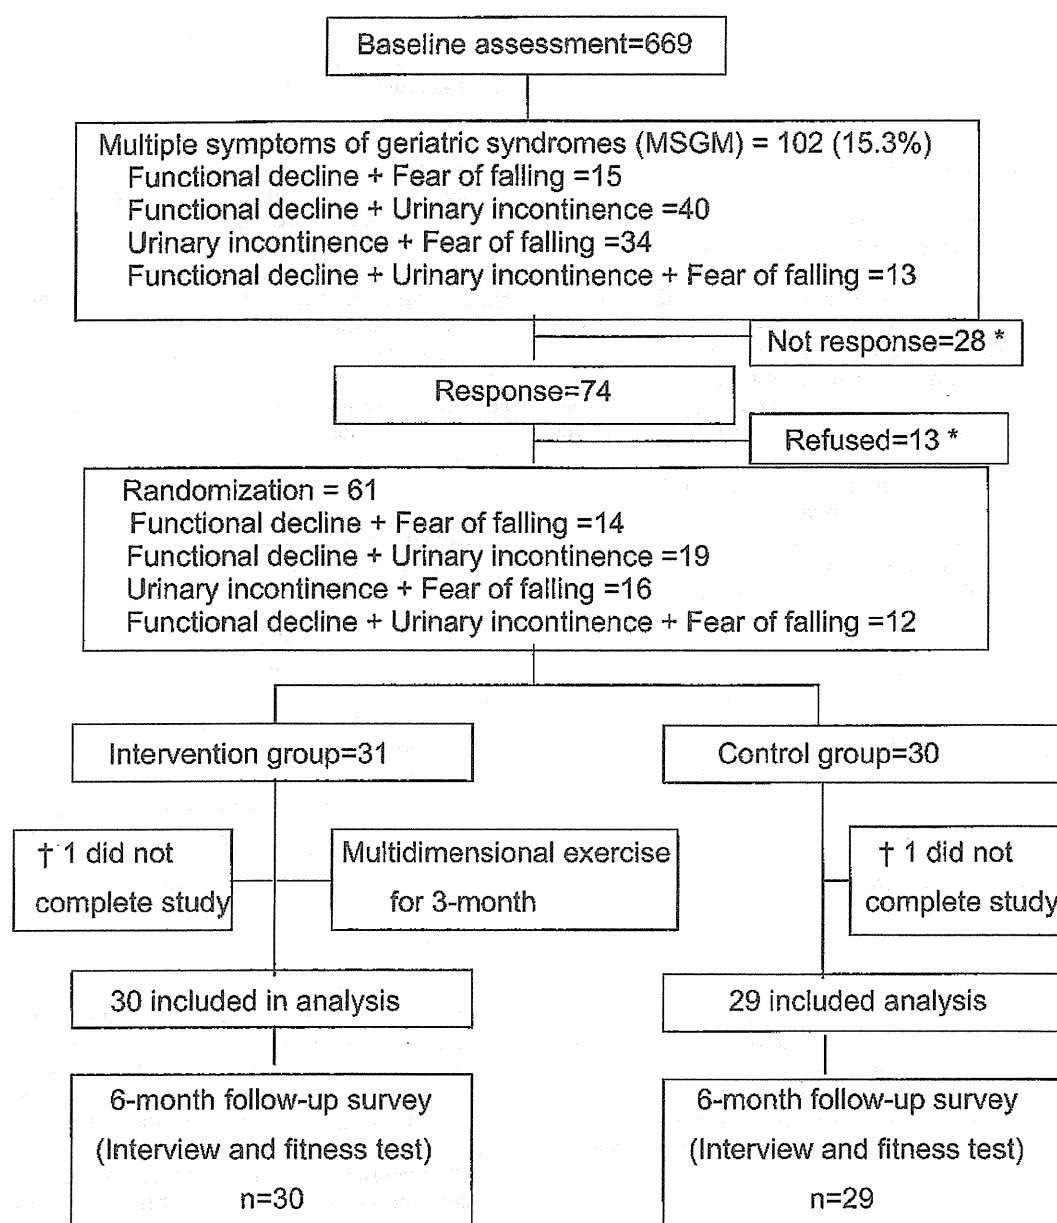 Baseline assessment=669
Multiple symptoms of geriatric syndromes (MSGM) = 102 (15.3%)
Functional decline + Fear of falling =15
Functional decline + Urinary incontinence =40
Urinary incontinence + Fear of falling =34
Functional decline + Urinary incontinence + Fear of falling =13
Not response=28 *
Response=74
Refused=13 *
Randomization = 61
Functional decline + Fear of falling =14
Functional decline + Urinary incontinence =19
Urinary incontinence + Fear of falling =16
Functional decline + Urinary incontinence + Fear of falling =12
Intervention group=31
Control group=30
† 1 did not
complete study
Multidimensional exercise
for 3-month
† 1 did not
complete study
30 included in analysis
29 included analysis
6-month follow-up survey
(Interview and fitness test)
n=30
6-month follow-up survey
(Interview and fitness test)
n=29